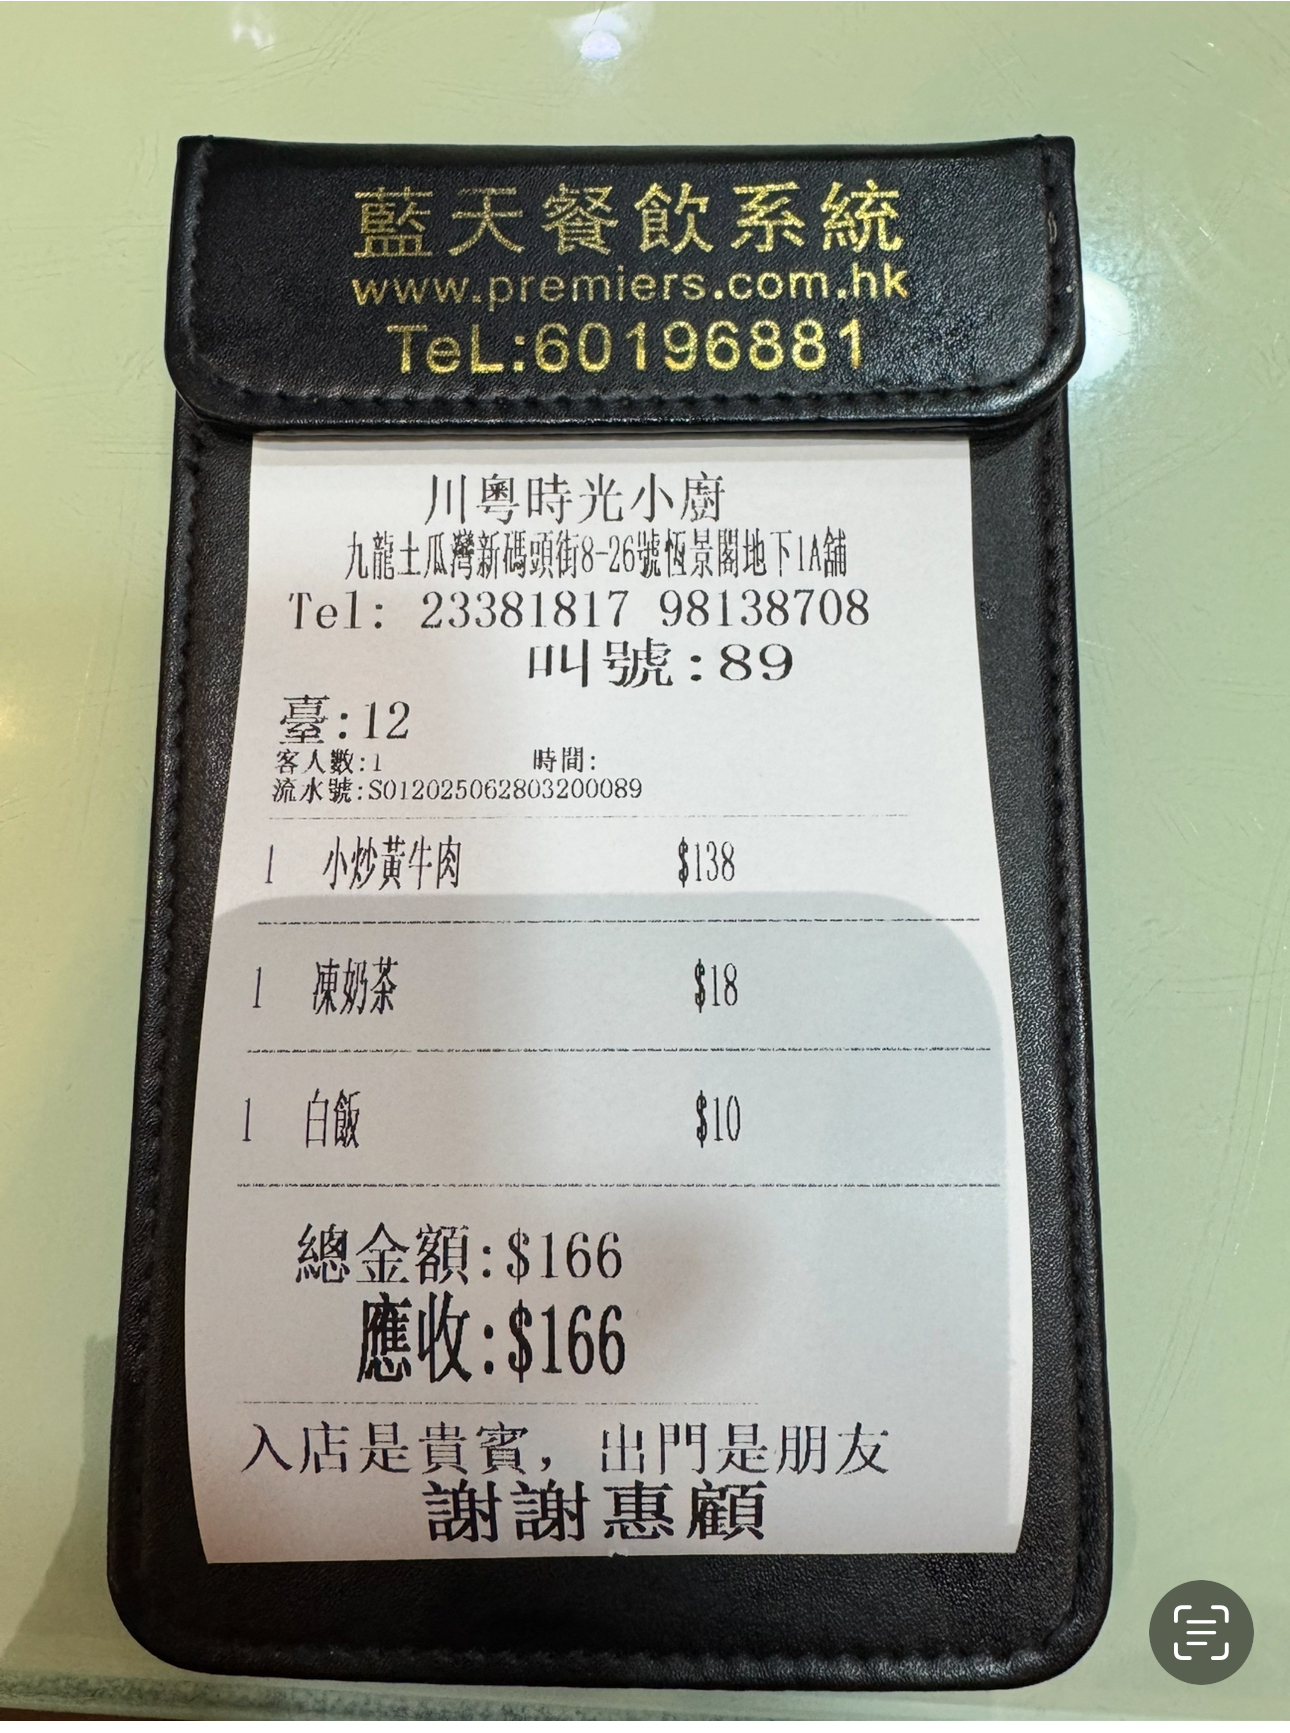 藍天餐飲系統
www.premiers.com.hk
TeL:60196881
川粵時光小廚
九龍土瓜灣新碼頭街8-26號恆景閣地下1A舖
Tel: 23381817 98138708
叫號:89
臺:12
客人數:1 時間:
流水號:S012025062803200089
1 小炒黃牛肉 $138
1 凍奶茶 $18
1 白飯 $10
總金額:$166
應收:$166
入店是貴賓，出門是朋友
謝謝惠顧